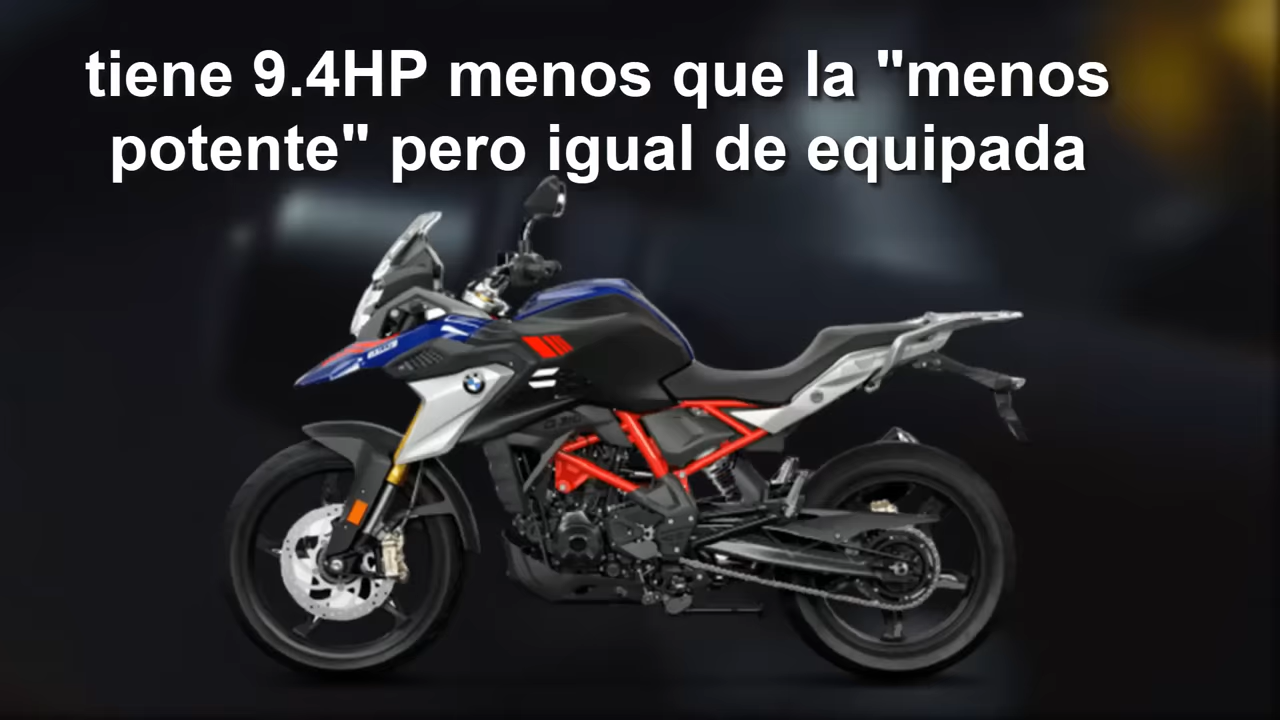 tiene 9.4HP menos que la "menos
potente" pero igual de equipada